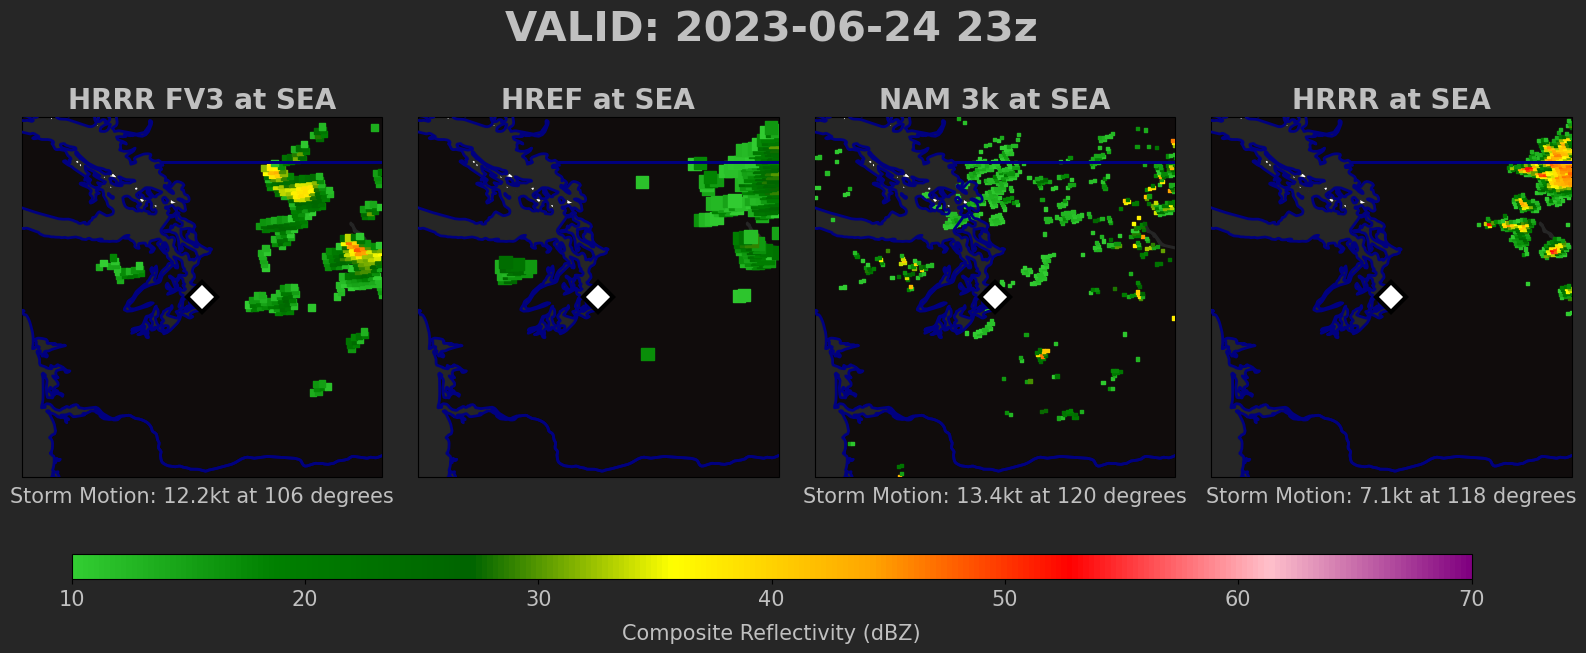 VALID: 2023-06-24 23z
HRRR FV3 at SEA
HREF at SEA
NAM 3k at SEA
HRRR at SEA
Storm Motion: 12.2kt at 106 degrees
Storm Motion: 13.4kt at 120 degrees
Storm Motion: 7.1kt at 118 degrees
10 20 30 40 50 60 70
Composite Reflectivity (dBZ)